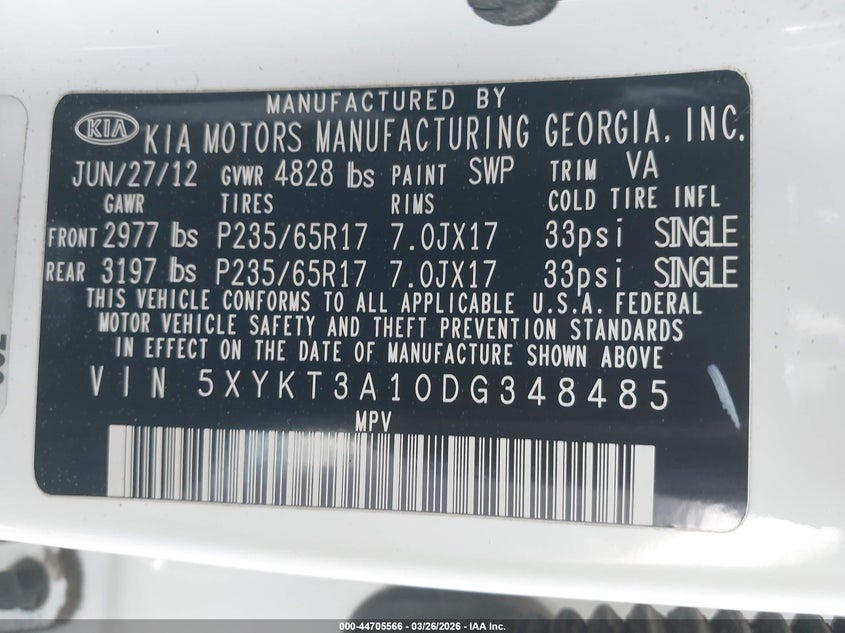 MANUFACTURED BY
KIA KIA MOTORS MANUFACTURING GEORGIA, INC.
JUN/27/12 GVWR 4828 lbs PAINT SWP TRIM VA
GAWR TIRES RIMS COLD TIRE INFL
FRONT 2977 lbs P235/65R17 7.0JX17 33psi SINGLE
REAR 3197 lbs P235/65R17 7.0JX17 33psi SINGLE
THIS VEHICLE CONFORMS TO ALL APPLICABLE U.S.A. FEDERAL
MOTOR VEHICLE SAFETY AND THEFT PREVENTION STANDARDS
IN EFFECT ON THE DATE OF MANUFACTURE SHOWN ABOVE
VIN 5XYKT3A10DG348485
MPV
000-44705566 | 03/26/2026 | IAA Inc.